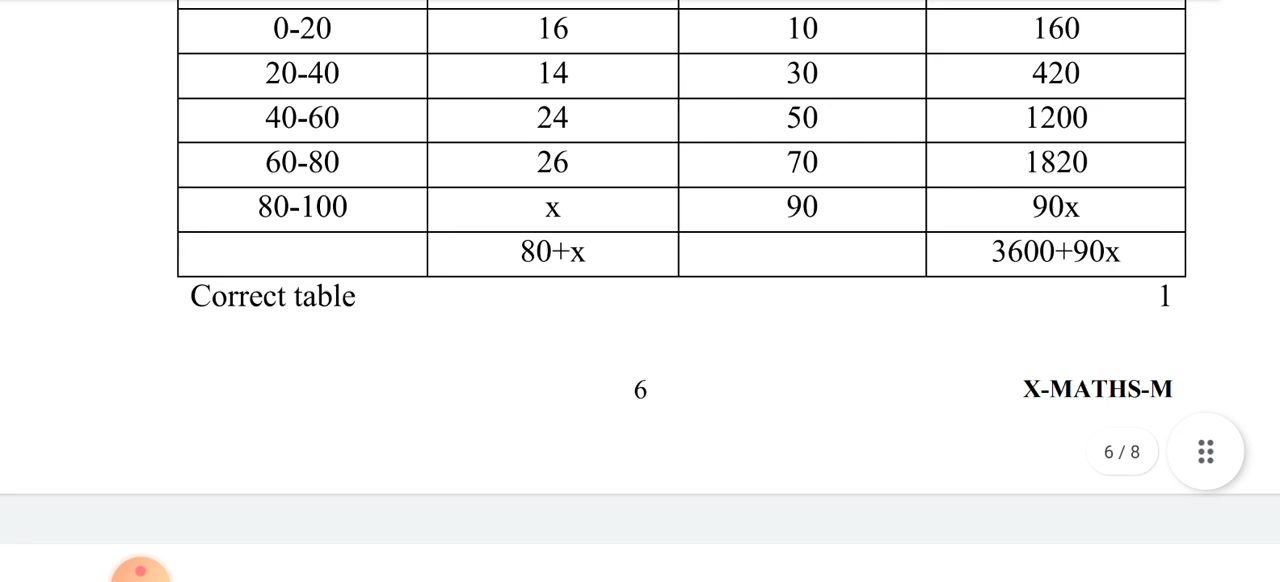 0-20 16 10 160
20-40 14 30 420
40-60 24 50 1200
60-80 26 70 1820
80-100 x 90 90x
80+x 3600+90x
Correct table 1
6 X-MATHS-M
6 / 8